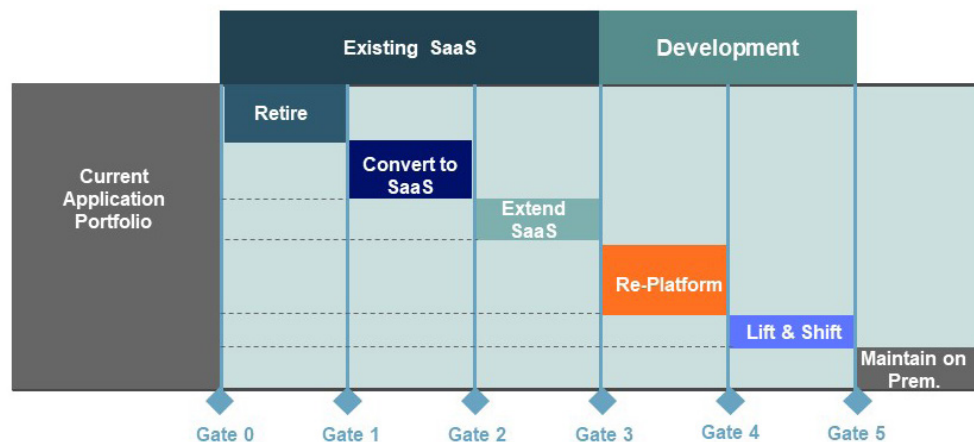 Existing SaaS
Development
Retire
Current
Application
Portfolio
Convert to
SaaS
Extend
SaaS
Re-Platform
Lift & Shift
Maintain on
Prem.
Gate 0
Gate 1
Gate 2
Gate 3
Gate 4
Gate 5